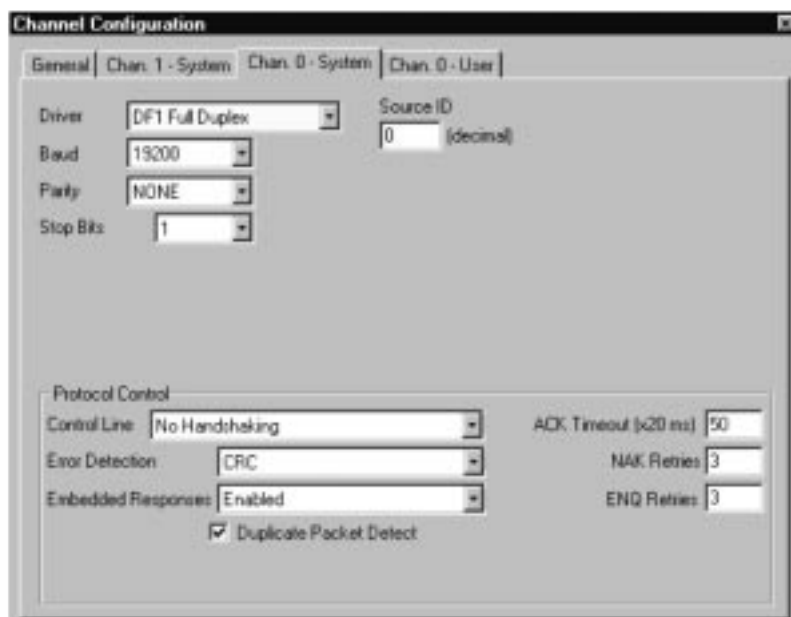 Channel Configuration
General
Chan. 1 - System
Chan. 0 - System
Chan. 0 - User
Driver
DF1 Full Duplex
Source ID
0
(decimal)
Baud
19200
Parity
NONE
Stop Bits
1
Protocol Control
Control Line
No Handshaking
ACK Timeout (x20 ms)
50
Error Detection
CRC
NAK Retries
3
Embedded Responses
Enabled
ENQ Retries
3
Duplicate Packet Detect